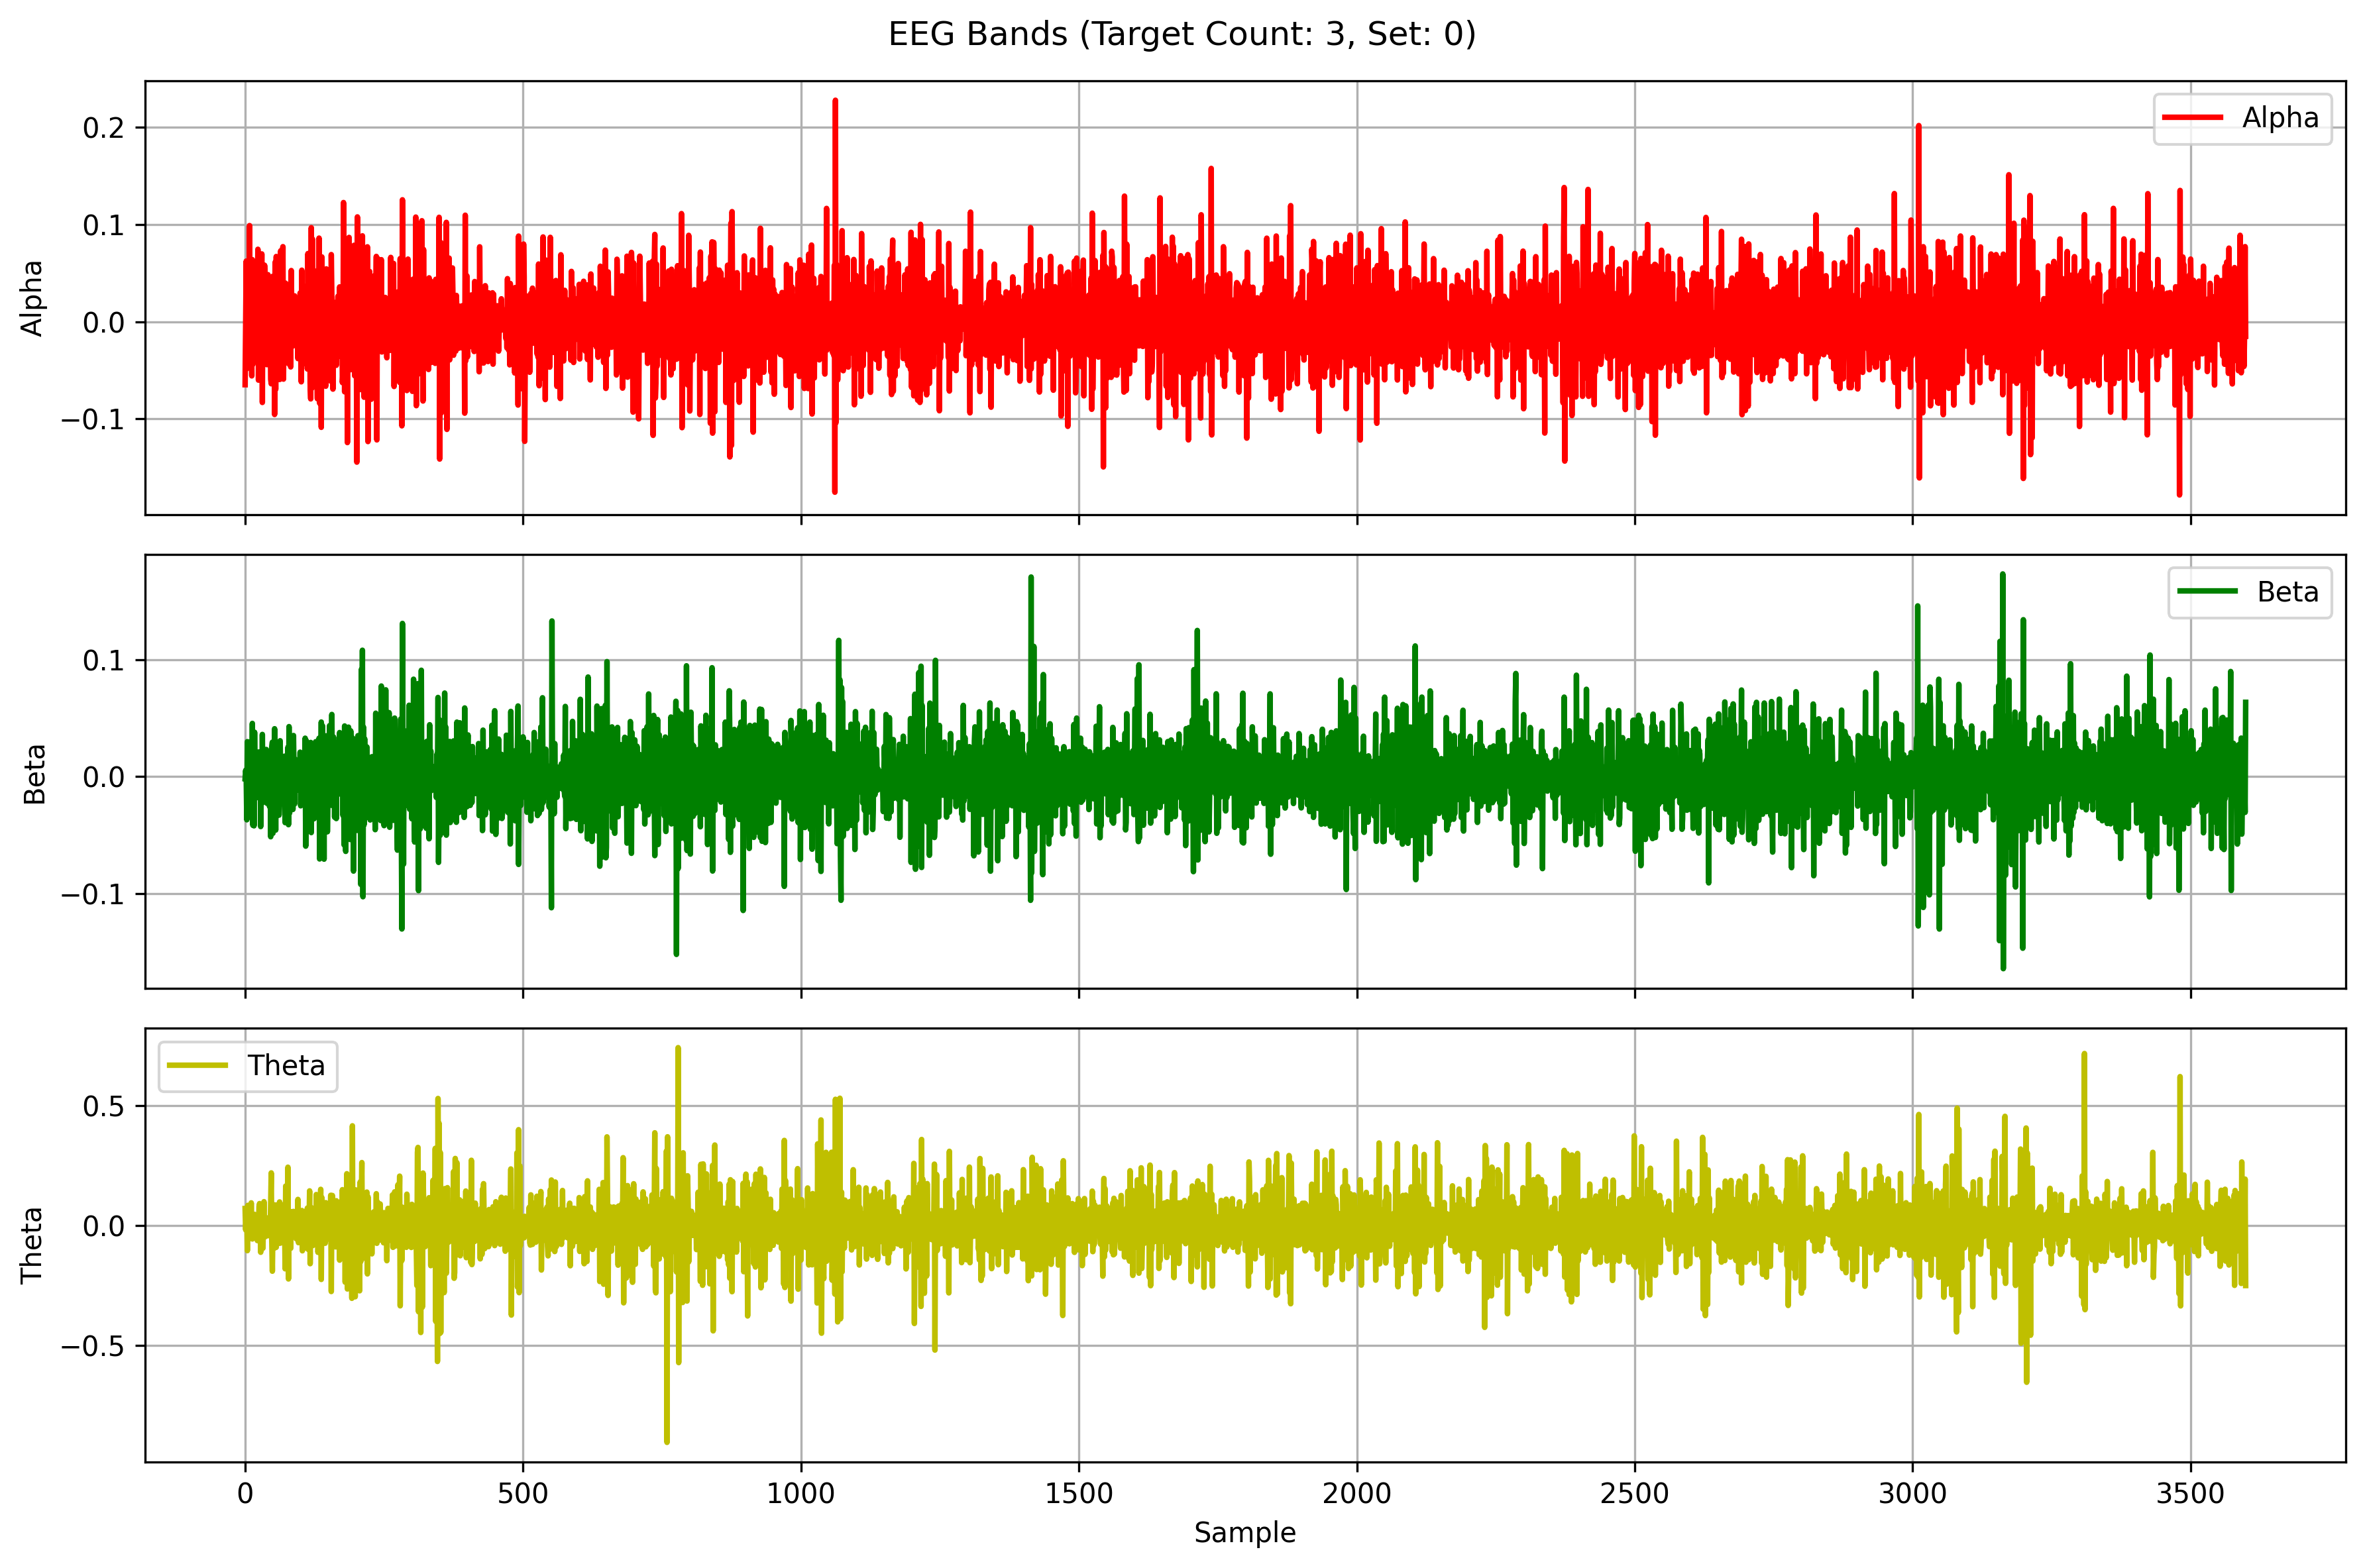 EEG Bands (Target Count: 3, Set: 0)
Alpha
0.2
0.1
0.0
−0.1
Alpha
Beta
0.1
0.0
−0.1
Beta
Theta
0.5
0.0
−0.5
Theta
0 500 1000 1500 2000 2500 3000 3500
Sample